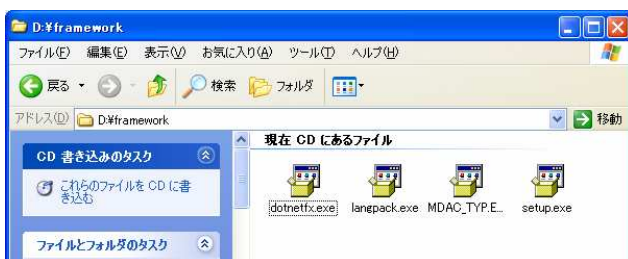 D:¥framework
ファイル(F) 編集(E) 表示(V) お気に入り(A) ツール(T) ヘルプ(H)
戻る 検索 フォルダ
アドレス(D) D:¥framework 移動
CD 書き込みのタスク
これらのファイルを CD に書
き込む
ファイルとフォルダのタスク
現在 CD にあるファイル
dotnetfx.exe langpack.exe MDAC_TYP.E... setup.exe